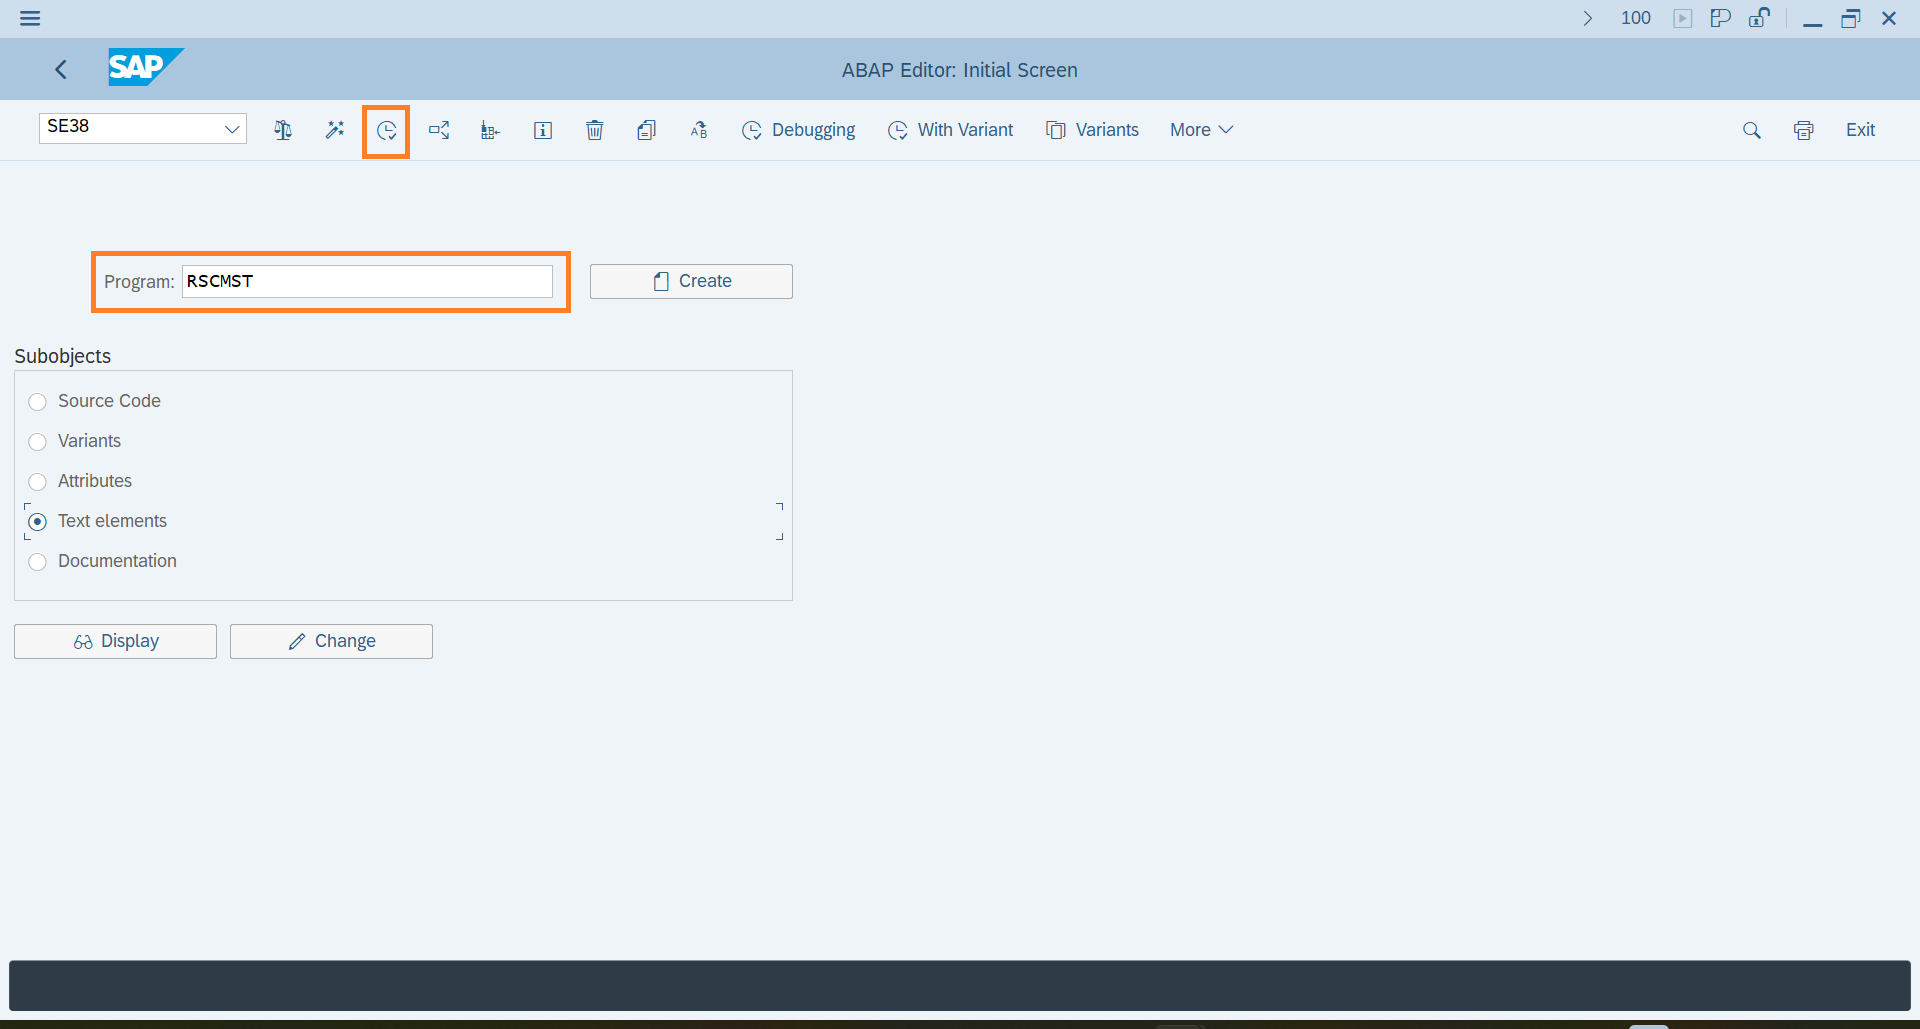 100
SAP
ABAP Editor: Initial Screen
SE38
Debugging
With Variant
Variants
More
Exit
Program: RSCMST
Create
Subobjects
Source Code
Variants
Attributes
Text elements
Documentation
Display
Change